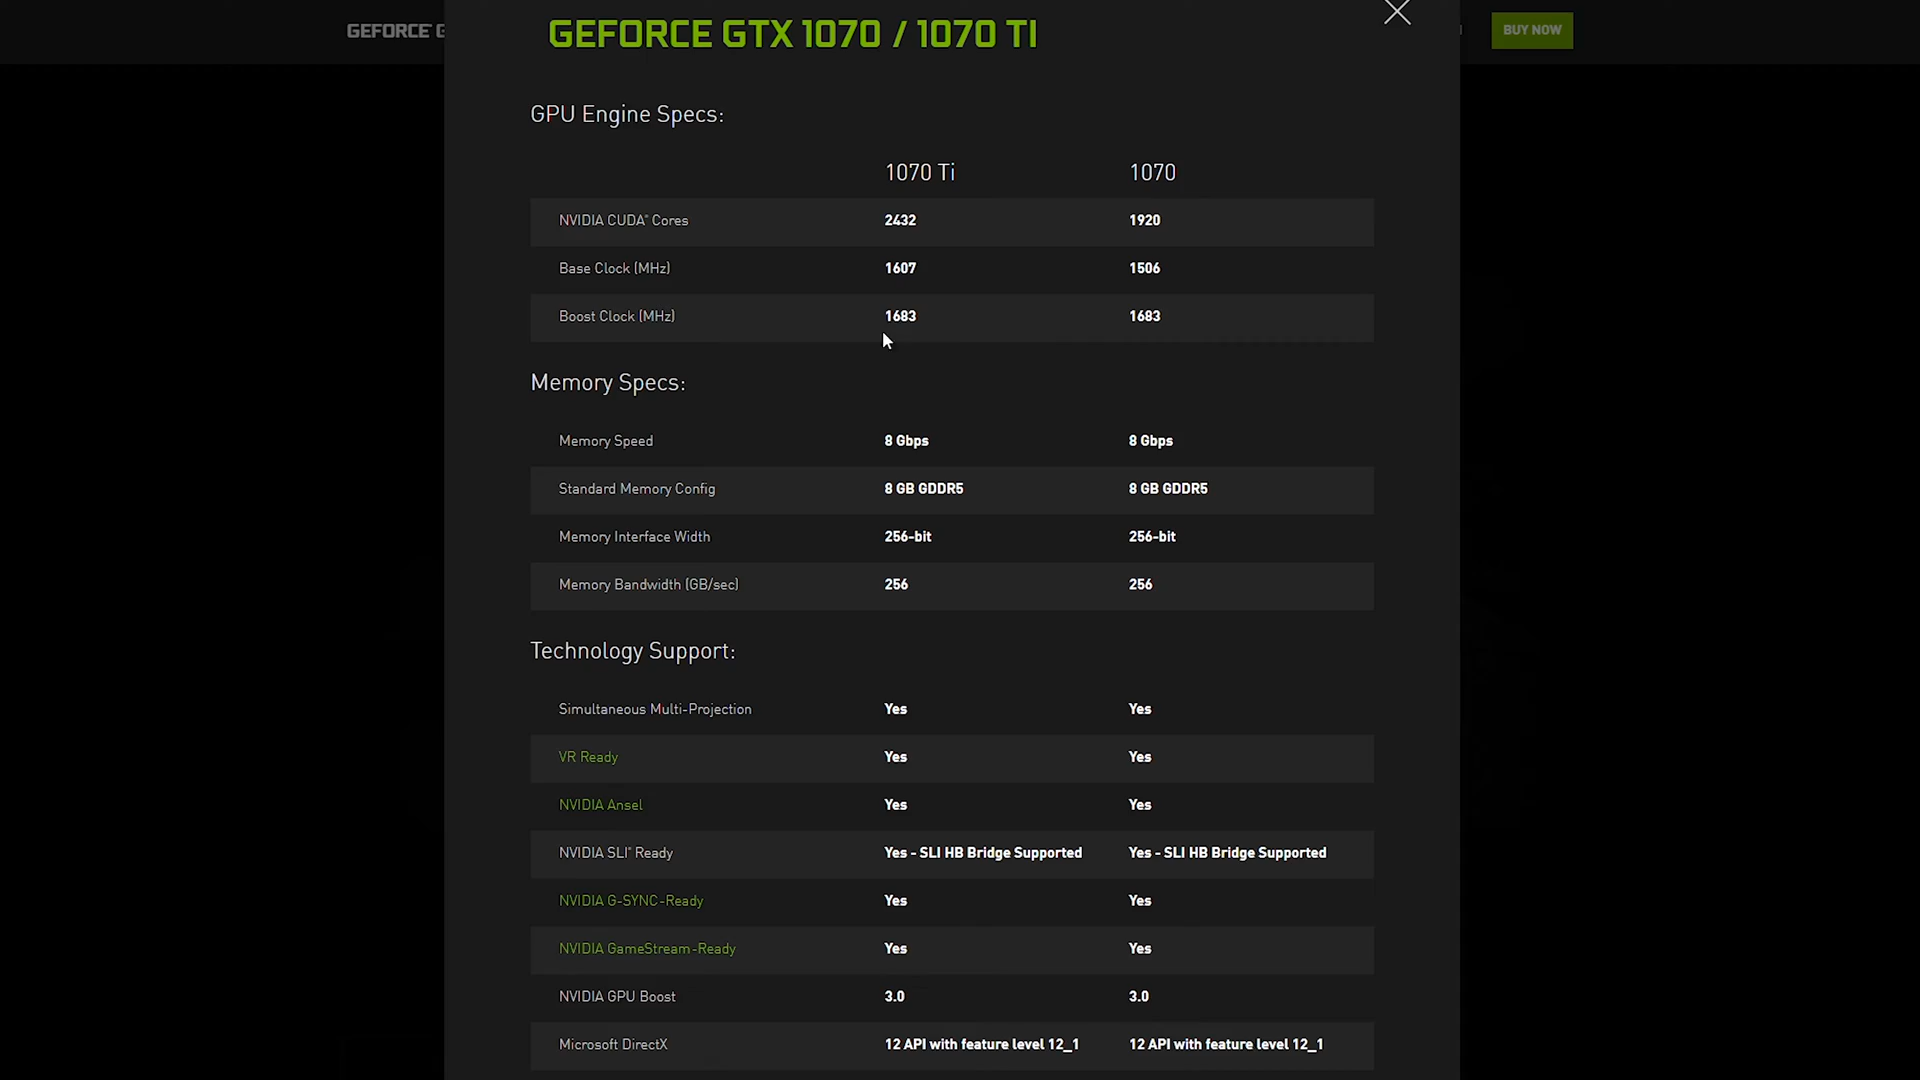 GEFORCE G
GEFORCE GTX 1070 / 1070 TI
BUY NOW
GPU Engine Specs:
1070 Ti 1070
NVIDIA CUDA® Cores 2432 1920
Base Clock (MHz) 1607 1506
Boost Clock (MHz) 1683 1683
Memory Specs:
Memory Speed 8 Gbps 8 Gbps
Standard Memory Config 8 GB GDDR5 8 GB GDDR5
Memory Interface Width 256-bit 256-bit
Memory Bandwidth (GB/sec) 256 256
Technology Support:
Simultaneous Multi-Projection Yes Yes
VR Ready Yes Yes
NVIDIA Ansel Yes Yes
NVIDIA SLI® Ready Yes - SLI HB Bridge Supported Yes - SLI HB Bridge Supported
NVIDIA G-SYNC-Ready Yes Yes
NVIDIA GameStream-Ready Yes Yes
NVIDIA GPU Boost 3.0 3.0
Microsoft DirectX 12 API with feature level 12_1 12 API with feature level 12_1